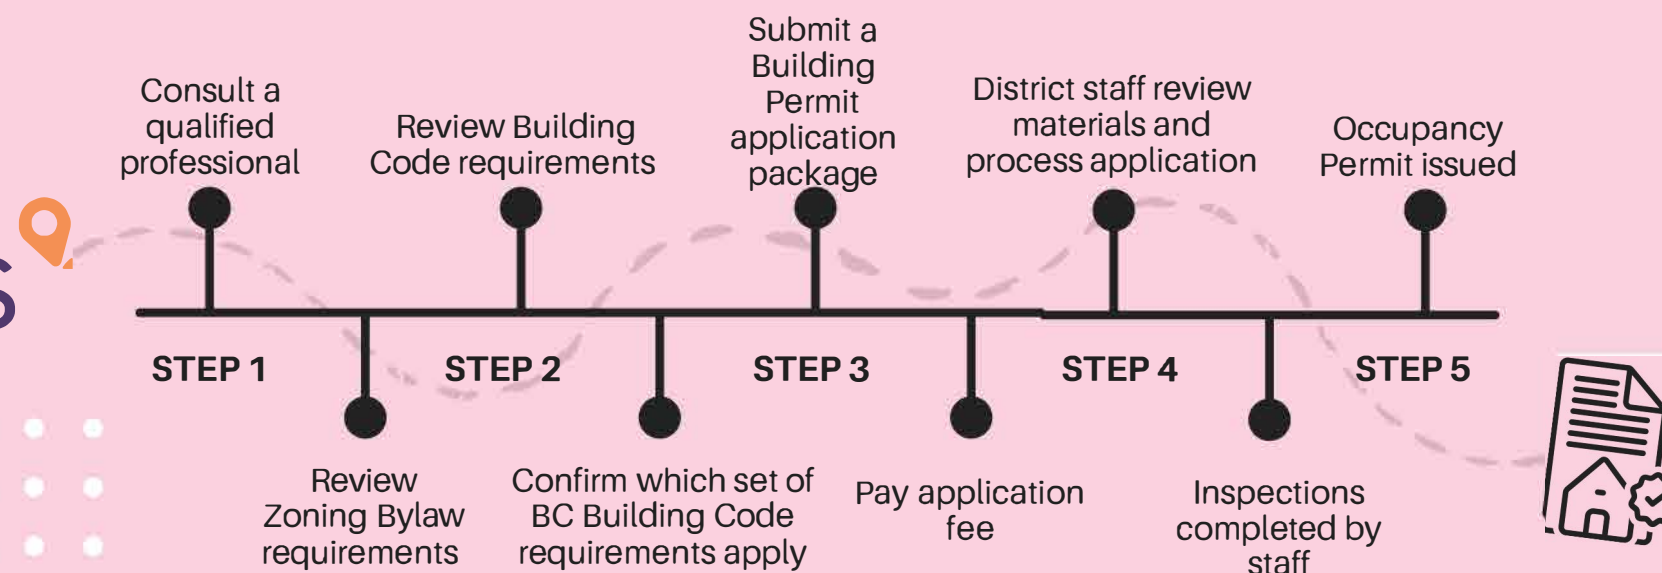 Consult a
qualified
professional
Review Building
Code requirements
Submit a
Building
Permit
application
package
District staff review
materials and
process application
Occupancy
Permit issued
STEP 1
STEP 2
STEP 3
STEP 4
STEP 5
Review
Zoning Bylaw
requirements
Confirm which set of
BC Building Code
requirements apply
Pay application
fee
Inspections
completed by
staff